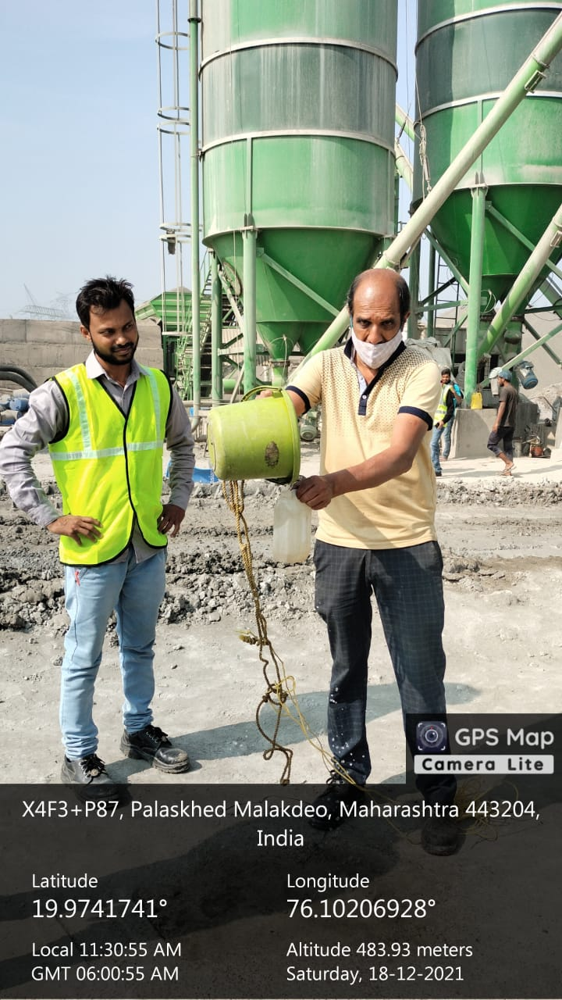 GPS Map
Camera Lite
X4F3+P87, Palaskhed Malakdeo, Maharashtra 443204,
India
Latitude
19.9741741°
Longitude
76.10206928°
Local 11:30:55 AM
GMT 06:00:55 AM
Altitude 483.93 meters
Saturday, 18-12-2021